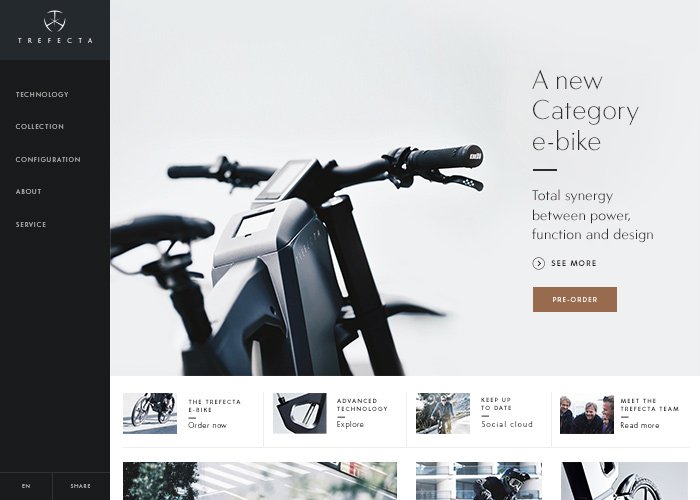 TREFECTA
TECHNOLOGY
COLLECTION
CONFIGURATION
ABOUT
SERVICE
EN
SHARE
A new
Category
e-bike
Total synergy
between power,
function and design
SEE MORE
PRE-ORDER
THE TREFECTA
E-BIKE
Order now
ADVANCED
TECHNOLOGY
Explore
KEEP UP
TO DATE
Social cloud
MEET THE
TREFECTA TEAM
Read more